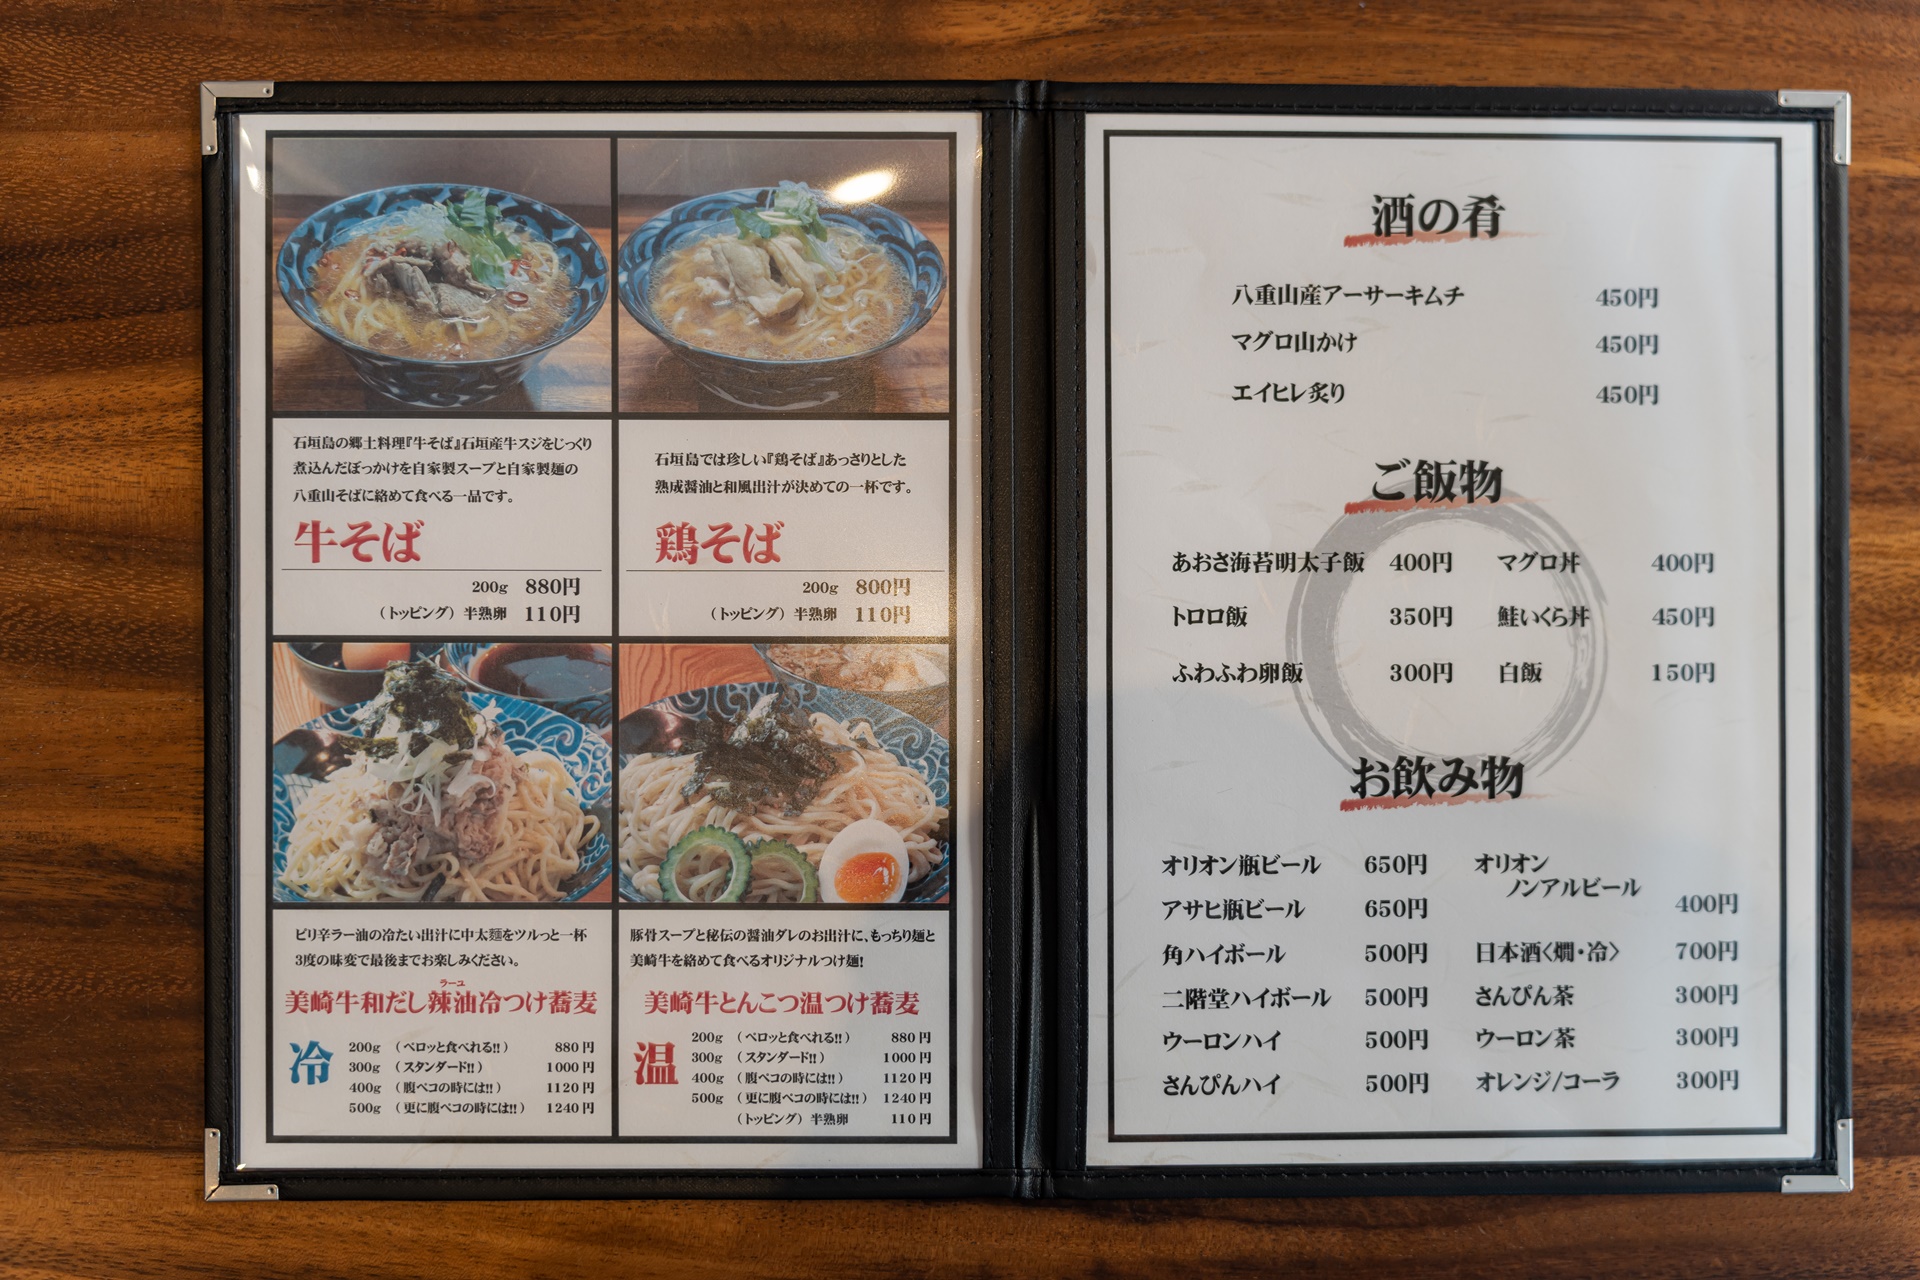 石垣島の郷土料理『牛そば』石垣産牛スジをじっくり
煮込んだぼっかけを自家製スープと自家製麺の
八重山そばに絡めて食べる一品です。
牛そば
200g 880円
（トッピング）半熟卵 110円
石垣島では珍しい『鶏そば』あっさりとした
熟成醤油と和風出汁が決めての一杯です。
鶏そば
200g 800円
（トッピング）半熟卵 110円
ピリ辛ラー油の冷たい出汁に中太麺をツルっと一杯
3度の味変で最後までお楽しみください。
ラーユ
美崎牛和だし辣油冷つけ蕎麦
冷
200g （ペロッと食べれる!!） 880円
300g （スタンダード!!） 1000円
400g （腹ペコの時には!!） 1120円
500g （更に腹ペコの時には!!） 1240円
豚骨スープと秘伝の醤油ダレのお出汁に、もっちり麺と
美崎牛を絡めて食べるオリジナルつけ麺!
美崎牛とんこつ温つけ蕎麦
温
200g （ペロッと食べれる!!） 880円
300g （スタンダード!!） 1000円
400g （腹ペコの時には!!） 1120円
500g （更に腹ペコの時には!!） 1240円
（トッピング）半熟卵 110円
酒の肴
八重山産アーサーキムチ 450円
マグロ山かけ 450円
エイヒレ炙り 450円
ご飯物
あおさ海苔明太子飯 400円 マグロ丼 400円
トロロ飯 350円 鮭いくら丼 450円
ふわふわ卵飯 300円 白飯 150円
お飲み物
オリオン瓶ビール 650円
アサヒ瓶ビール 650円
角ハイボール 500円
二階堂ハイボール 500円
ウーロンハイ 500円
さんぴんハイ 500円
オリオン
ノンアルビール
400円
日本酒〈燗・冷〉 700円
さんぴん茶 300円
ウーロン茶 300円
オレンジ/コーラ 300円